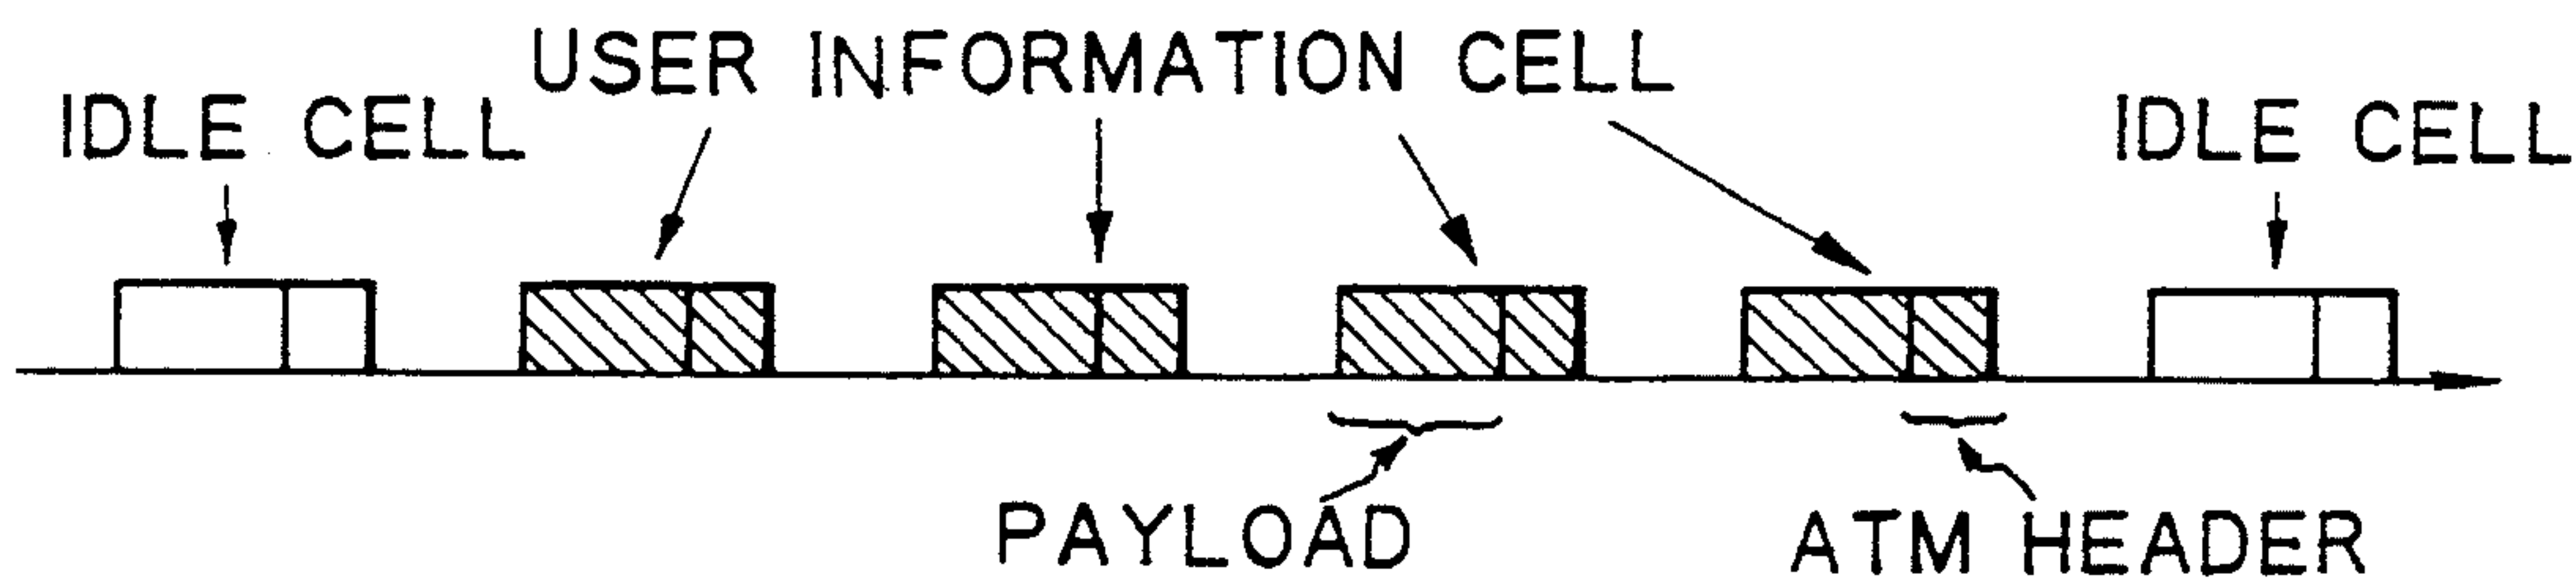 USER INFORMATION CELL
IDLE CELL
IDLE CELL
PAYLOAD
ATM HEADER